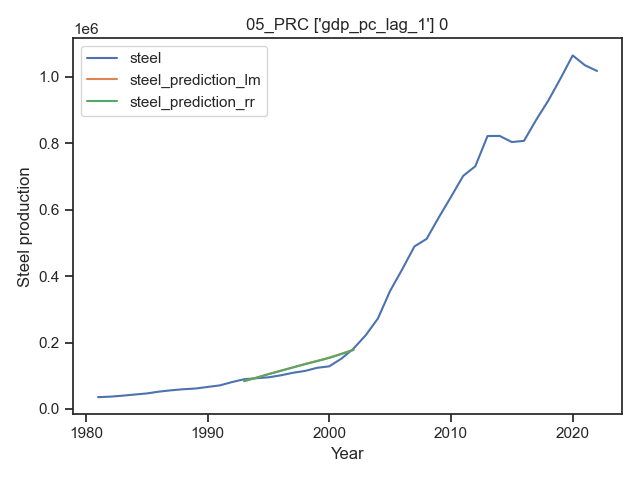 05_PRC ['gdp_pc_lag_1'] 0
1e6
steel
steel_prediction_lm
steel_prediction_rr
1.0
0.8
0.6
0.4
0.2
0.0
Steel production
1980 1990 2000 2010 2020
Year